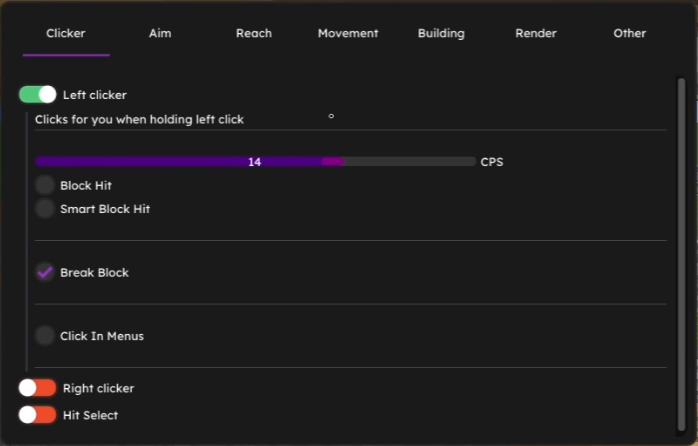 Clicker Aim Reach Movement Building Render Other
Left clicker
Clicks for you when holding left click
14 CPS
Block Hit
Smart Block Hit
Break Block
Click In Menus
Right clicker
Hit Select